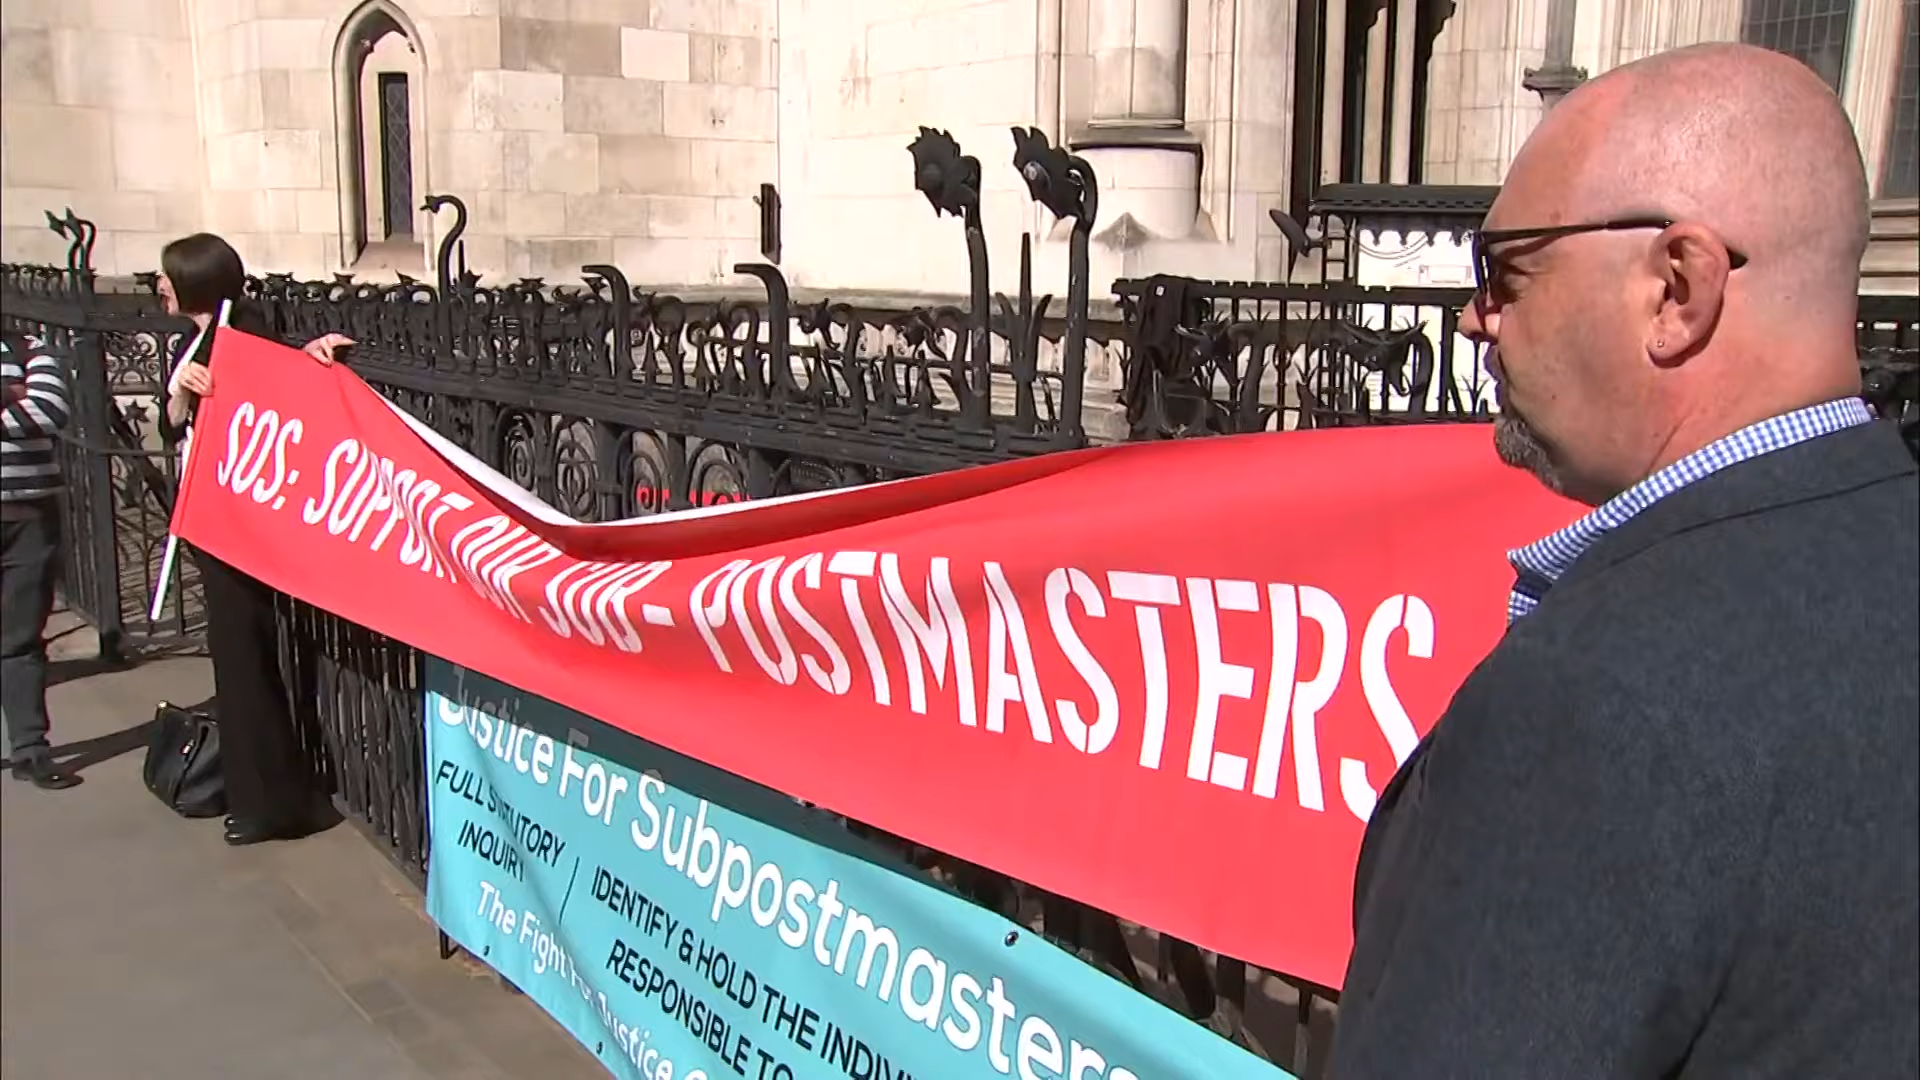 SOS: SUPPORT OUR SUB-POSTMASTERS
Justice For Subpostmasters
FULL STATUTORY
INQUIRY
IDENTIFY & HOLD THE
RESPONSIBLE TO
The Fight For Justice